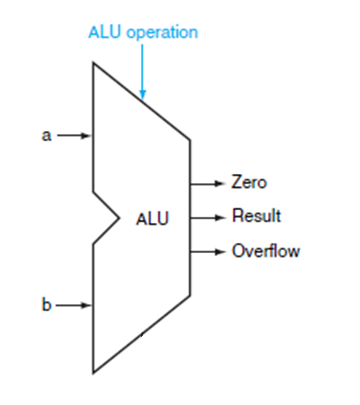 ALU operation
a
Zero
ALU
Result
Overflow
b